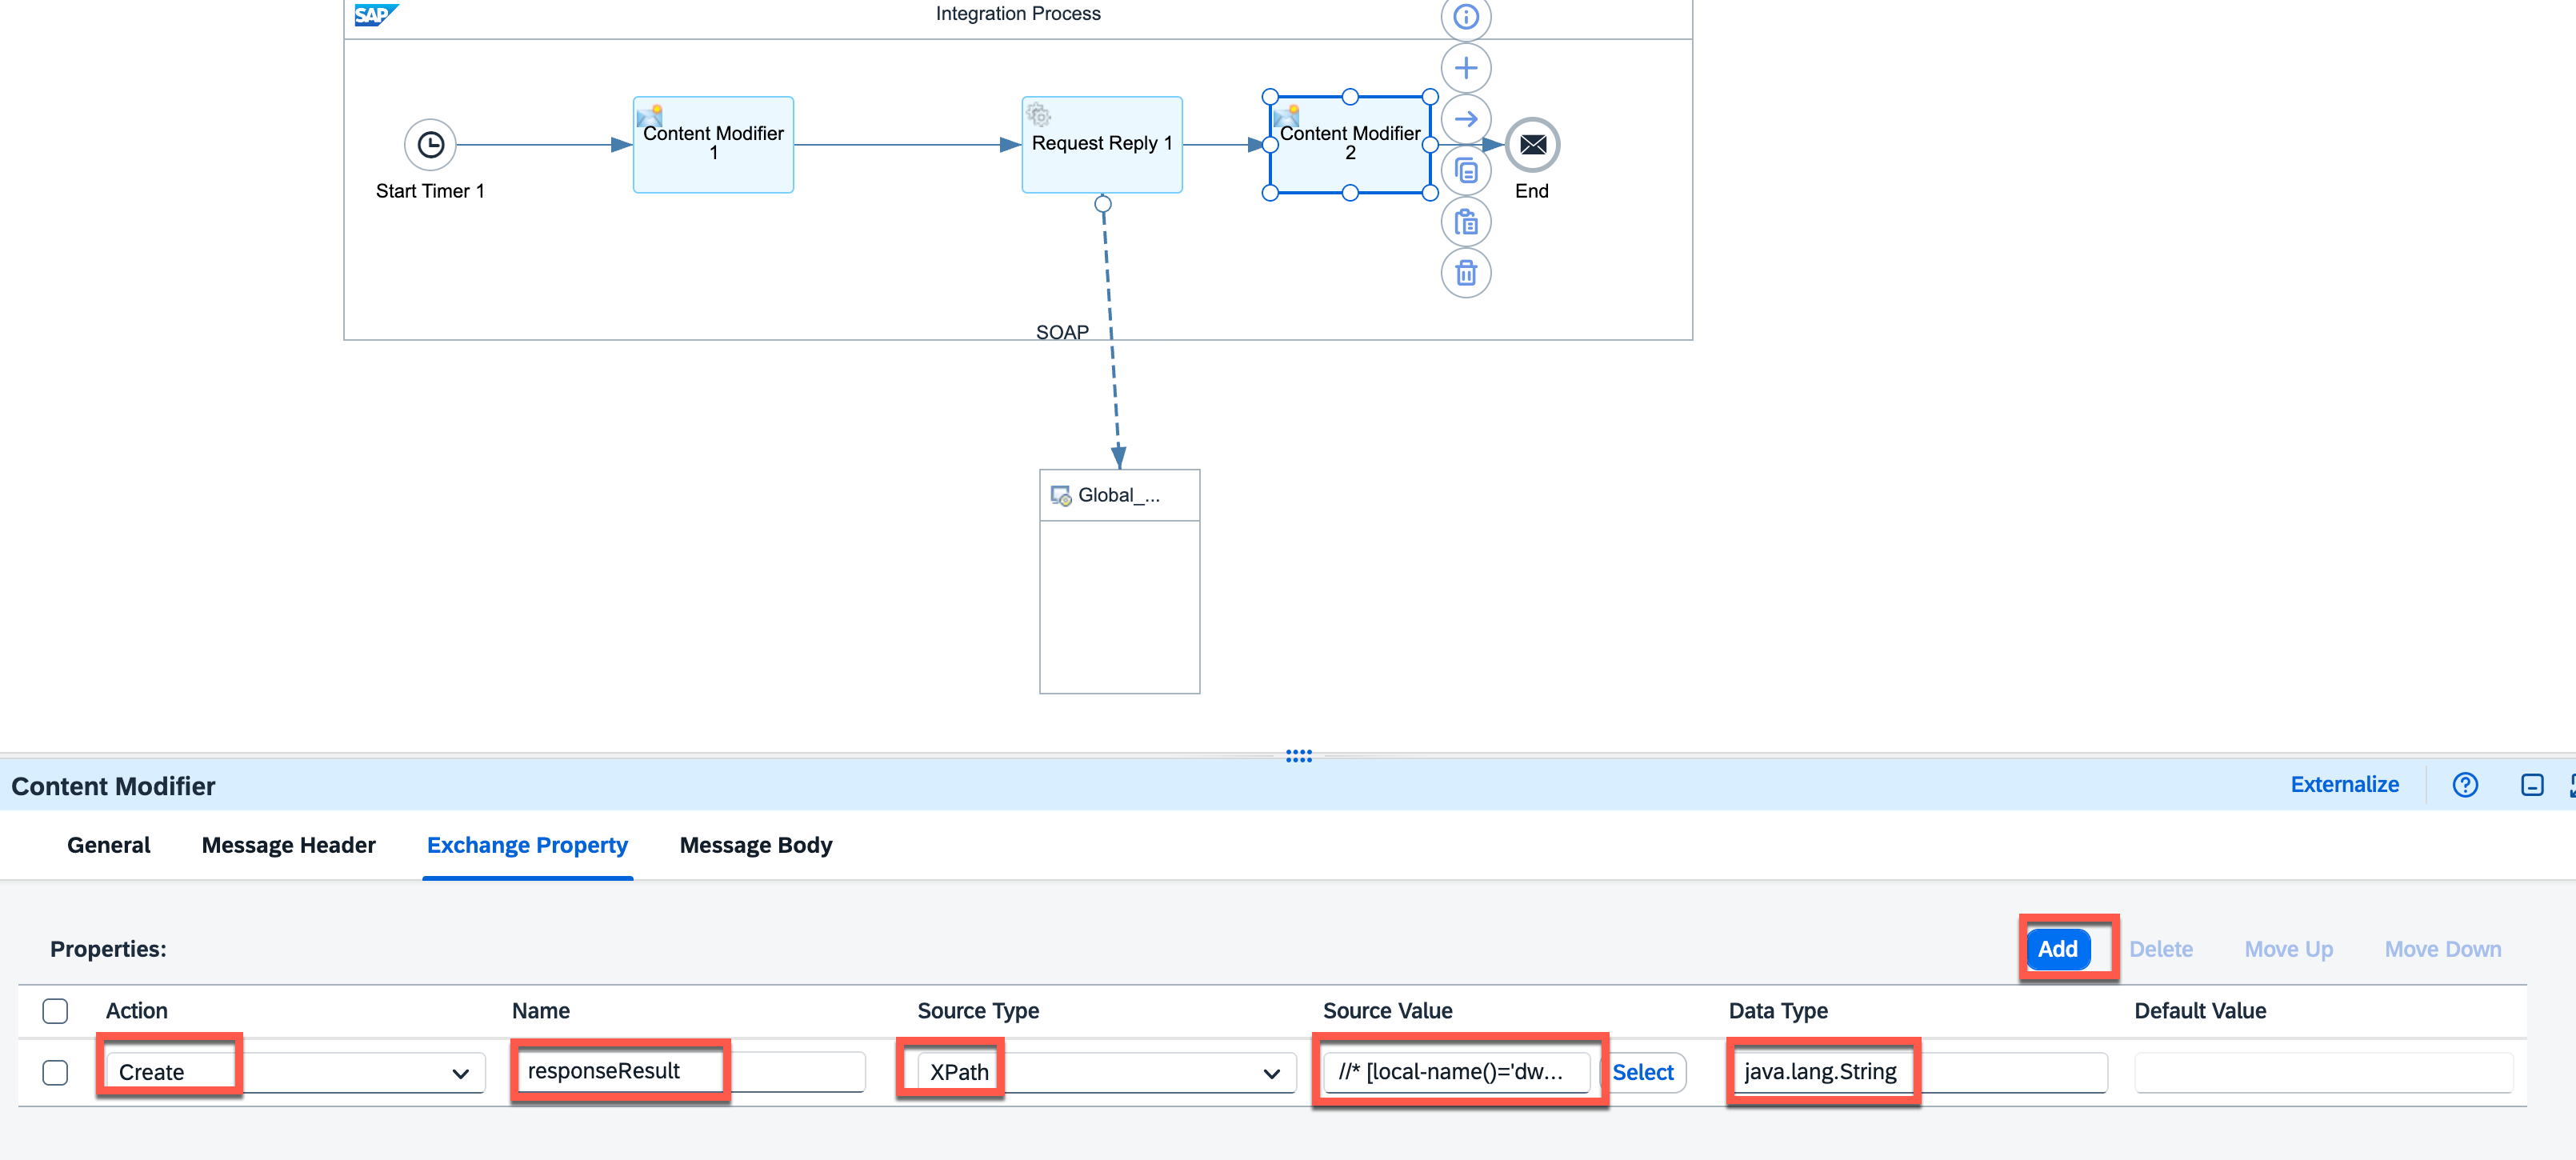 SAP
Integration Process
Content Modifier
1
Request Reply 1
Content Modifier
2
Start Timer 1
End
SOAP
Global_...
Content Modifier
Externalize
General
Message Header
Exchange Property
Message Body
Properties:
Add
Delete
Move Up
Move Down
Action
Name
Source Type
Source Value
Data Type
Default Value
Create
responseResult
XPath
//* [local-name()='dw...
Select
java.lang.String